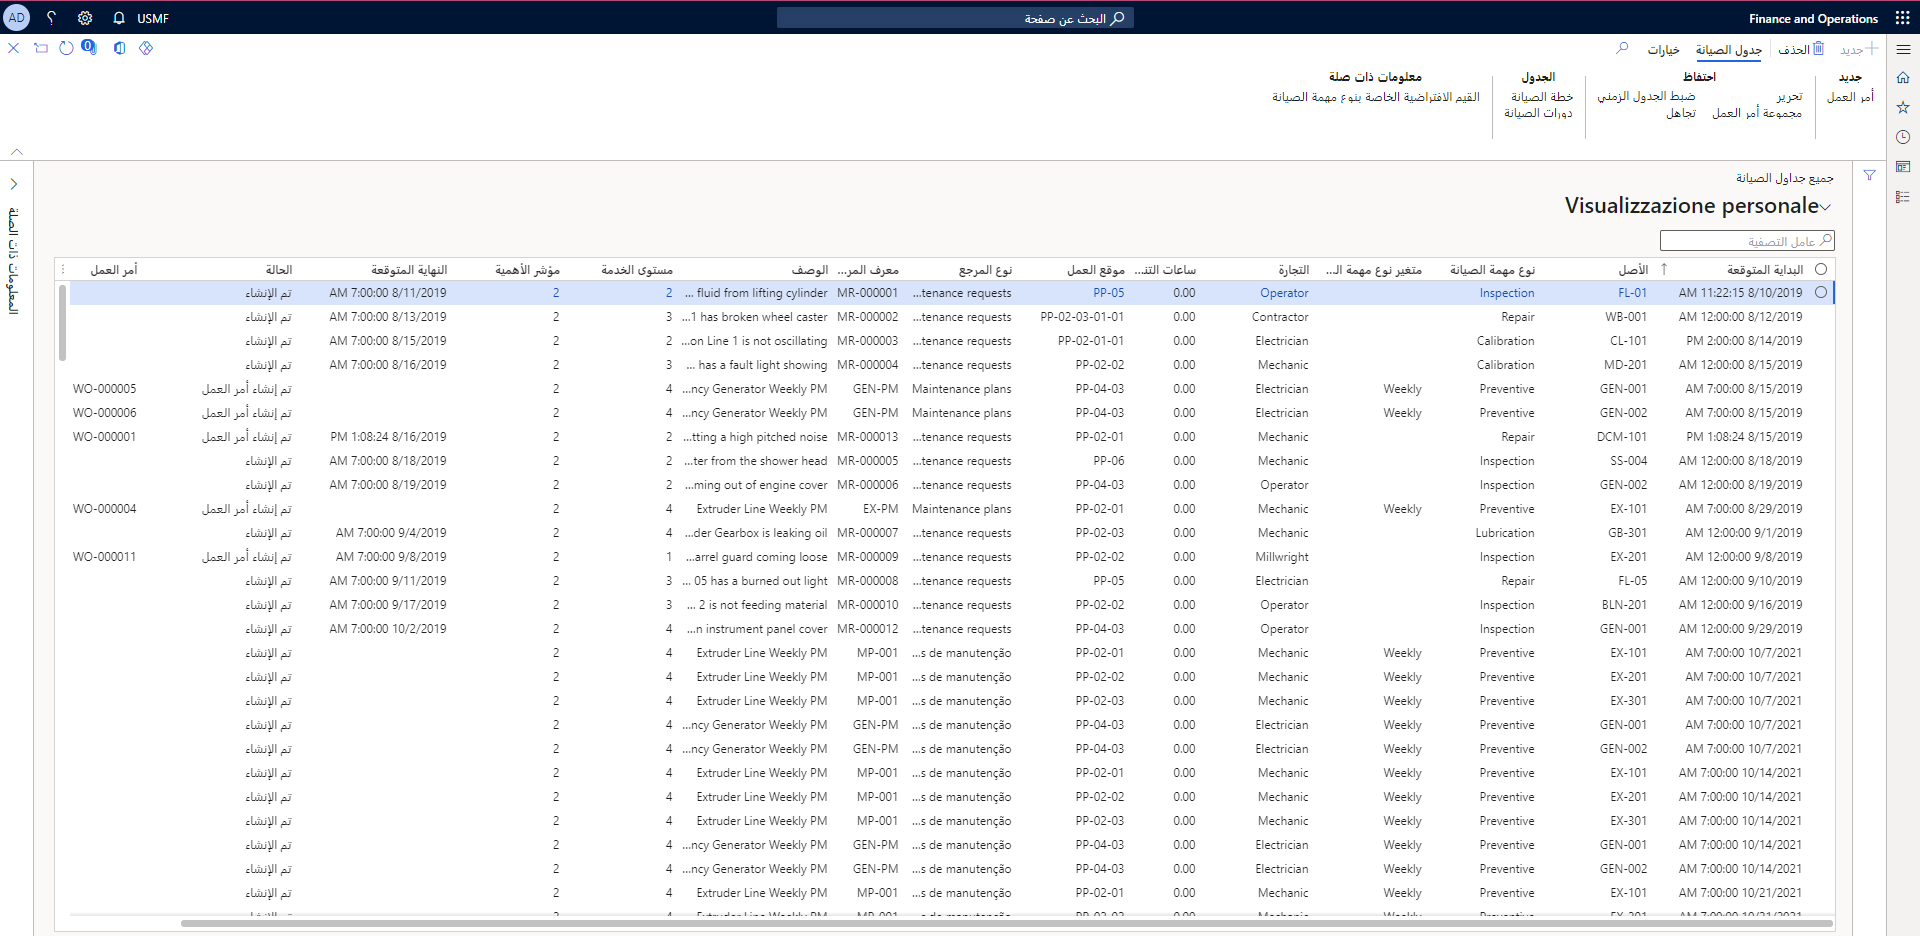 Finance and Operations
البحث عن صفحة
USMF
؟
AD
جديد
الحذف
جدول الصيانة
خيارات
0
جديد
أمر العمل
احتفاظ
تحرير
مجموعة أمر العمل
ضبط الجدول الزمني
تجاهل
الجدول
خطة الصيانة
دورات الصيانة
معلومات ذات صلة
القيم الافتراضية الخاصة بنوع مهمة الصيانة
المعلومات ذات الصلة
جميع جداول الصيانة
Visualizzazione personale
عامل التصفية
البداية المتوقعة الأصل نوع مهمة الصيانة متغير نوع مهمة الـ... التجارة ساعات التنـ... موقع العمل نوع المرجع معرف المر... الوصف مستوى الخدمة مؤشر الأهمية النهاية المتوقعة الحالة أمر العمل
AM 11:22:15 8/10/2019 FL-01 Inspection Operator 0.00 PP-05 ...tenance requests MR-000001 ... fluid from lifting cylinder 2 2 AM 7:00:00 8/11/2019 تم الإنشاء
AM 12:00:00 8/12/2019 WB-001 Repair Contractor 0.00 PP-02-03-01-01 ...tenance requests MR-000002 ...1 has broken wheel caster 3 2 AM 7:00:00 8/13/2019 تم الإنشاء
PM 2:00:00 8/14/2019 CL-101 Calibration Electrician 0.00 PP-02-01-01 ...tenance requests MR-000003 ...on Line 1 is not oscillating 2 2 AM 7:00:00 8/15/2019 تم الإنشاء
AM 12:00:00 8/15/2019 MD-201 Calibration Mechanic 0.00 PP-02-02 ...tenance requests MR-000004 ... has a fault light showing 3 2 AM 7:00:00 8/16/2019 تم الإنشاء
AM 7:00:00 8/15/2019 GEN-001 Preventive Weekly Electrician 0.00 PP-04-03 Maintenance plans GEN-PM ...ncy Generator Weekly PM 4 2 تم إنشاء أمر العمل WO-000005
AM 7:00:00 8/15/2019 GEN-002 Preventive Weekly Electrician 0.00 PP-04-03 Maintenance plans GEN-PM ...ncy Generator Weekly PM 4 2 تم إنشاء أمر العمل WO-000006
PM 1:08:24 8/15/2019 DCM-101 Repair Mechanic 0.00 PP-02-01 ...tenance requests MR-000013 ...tting a high pitched noise 2 2 PM 1:08:24 8/16/2019 تم إنشاء أمر العمل WO-000001
AM 12:00:00 8/18/2019 SS-004 Inspection Mechanic 0.00 PP-06 ...tenance requests MR-000005 ...ter from the shower head 2 2 AM 7:00:00 8/18/2019 تم الإنشاء
AM 12:00:00 8/19/2019 GEN-002 Inspection Operator 0.00 PP-04-03 ...tenance requests MR-000006 ...ming out of engine cover 2 2 AM 7:00:00 8/19/2019 تم الإنشاء
AM 7:00:00 8/29/2019 EX-101 Preventive Weekly Mechanic 0.00 PP-02-01 Maintenance plans EX-PM Extruder Line Weekly PM 4 2 تم إنشاء أمر العمل WO-000004
AM 12:00:00 9/1/2019 GB-301 Lubrication Mechanic 0.00 PP-02-03 ...tenance requests MR-000007 ...der Gearbox is leaking oil 4 2 AM 7:00:00 9/4/2019 تم الإنشاء
AM 12:00:00 9/8/2019 EX-201 Inspection Millwright 0.00 PP-02-02 ...tenance requests MR-000009 ...arrel guard coming loose 1 2 AM 7:00:00 9/8/2019 تم إنشاء أمر العمل WO-000011
AM 12:00:00 9/10/2019 FL-05 Repair Electrician 0.00 PP-05 ...tenance requests MR-000008 ... 05 has a burned out light 3 2 AM 7:00:00 9/11/2019 تم الإنشاء
AM 12:00:00 9/16/2019 BLN-201 Inspection Operator 0.00 PP-02-02 ...tenance requests MR-000010 ... 2 is not feeding material 3 2 AM 7:00:00 9/17/2019 تم الإنشاء
AM 12:00:00 9/29/2019 GEN-001 Inspection Operator 0.00 PP-04-03 ...tenance requests MR-000012 ...n instrument panel cover 4 2 AM 7:00:00 10/2/2019 تم الإنشاء
AM 7:00:00 10/7/2021 EX-101 Preventive Weekly Mechanic 0.00 PP-02-01 ...s de manutenção MP-001 Extruder Line Weekly PM 4 2 تم الإنشاء
AM 7:00:00 10/7/2021 EX-201 Preventive Weekly Mechanic 0.00 PP-02-02 ...s de manutenção MP-001 Extruder Line Weekly PM 4 2 تم الإنشاء
AM 7:00:00 10/7/2021 EX-301 Preventive Weekly Mechanic 0.00 PP-02-03 ...s de manutenção MP-001 Extruder Line Weekly PM 4 2 تم الإنشاء
AM 7:00:00 10/7/2021 GEN-001 Preventive Weekly Electrician 0.00 PP-04-03 ...s de manutenção GEN-PM ...ncy Generator Weekly PM 4 2 تم الإنشاء
AM 7:00:00 10/7/2021 GEN-002 Preventive Weekly Electrician 0.00 PP-04-03 ...s de manutenção GEN-PM ...ncy Generator Weekly PM 4 2 تم الإنشاء
AM 7:00:00 10/14/2021 EX-101 Preventive Weekly Mechanic 0.00 PP-02-01 ...s de manutenção MP-001 Extruder Line Weekly PM 4 2 تم الإنشاء
AM 7:00:00 10/14/2021 EX-201 Preventive Weekly Mechanic 0.00 PP-02-02 ...s de manutenção MP-001 Extruder Line Weekly PM 4 2 تم الإنشاء
AM 7:00:00 10/14/2021 EX-301 Preventive Weekly Mechanic 0.00 PP-02-03 ...s de manutenção MP-001 Extruder Line Weekly PM 4 2 تم الإنشاء
AM 7:00:00 10/14/2021 GEN-001 Preventive Weekly Electrician 0.00 PP-04-03 ...s de manutenção GEN-PM ...ncy Generator Weekly PM 4 2 تم الإنشاء
AM 7:00:00 10/14/2021 GEN-002 Preventive Weekly Electrician 0.00 PP-04-03 ...s de manutenção GEN-PM ...ncy Generator Weekly PM 4 2 تم الإنشاء
AM 7:00:00 10/21/2021 EX-101 Preventive Weekly Mechanic 0.00 PP-02-01 ...s de manutenção MP-001 Extruder Line Weekly PM 4 2 تم الإنشاء